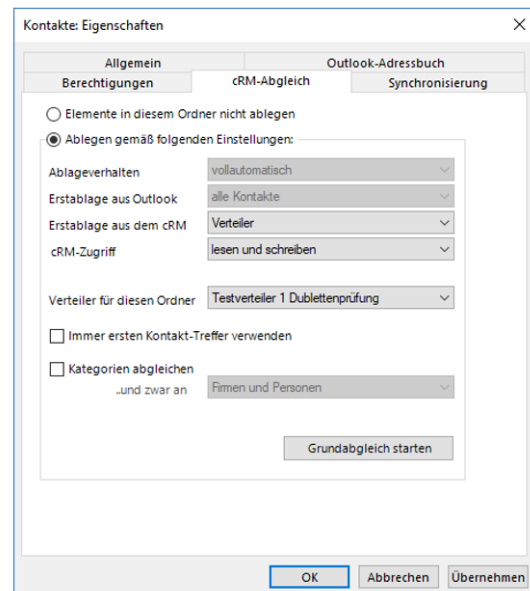 Kontakte: Eigenschaften
Allgemein Outlook-Adressbuch
Berechtigungen cRM-Abgleich Synchronisierung
Elemente in diesem Ordner nicht ablegen
Ablegen gemäß folgenden Einstellungen:
Ablageverhalten vollautomatisch
Erstablage aus Outlook alle Kontakte
Erstablage aus dem cRM Verteiler
cRM-Zugriff lesen und schreiben
Verteiler für diesen Ordner Testverteiler 1 Dublettenprüfung
Immer ersten Kontakt-Treffer verwenden
Kategorien abgleichen
..und zwar an Firmen und Personen
Grundabgleich starten
OK Abbrechen Übernehmen